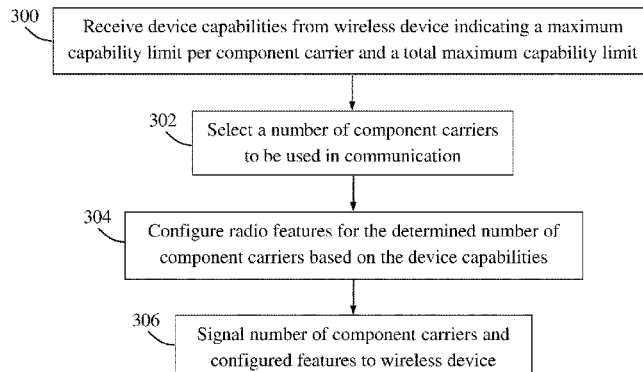 300
Receive device capabilities from wireless device indicating a maximum
capability limit per component carrier and a total maximum capability limit
302
Select a number of component carriers
to be used in communication
304
Configure radio features for the determined number of
component carriers based on the device capabilities
306
Signal number of component carriers and
configured features to wireless device